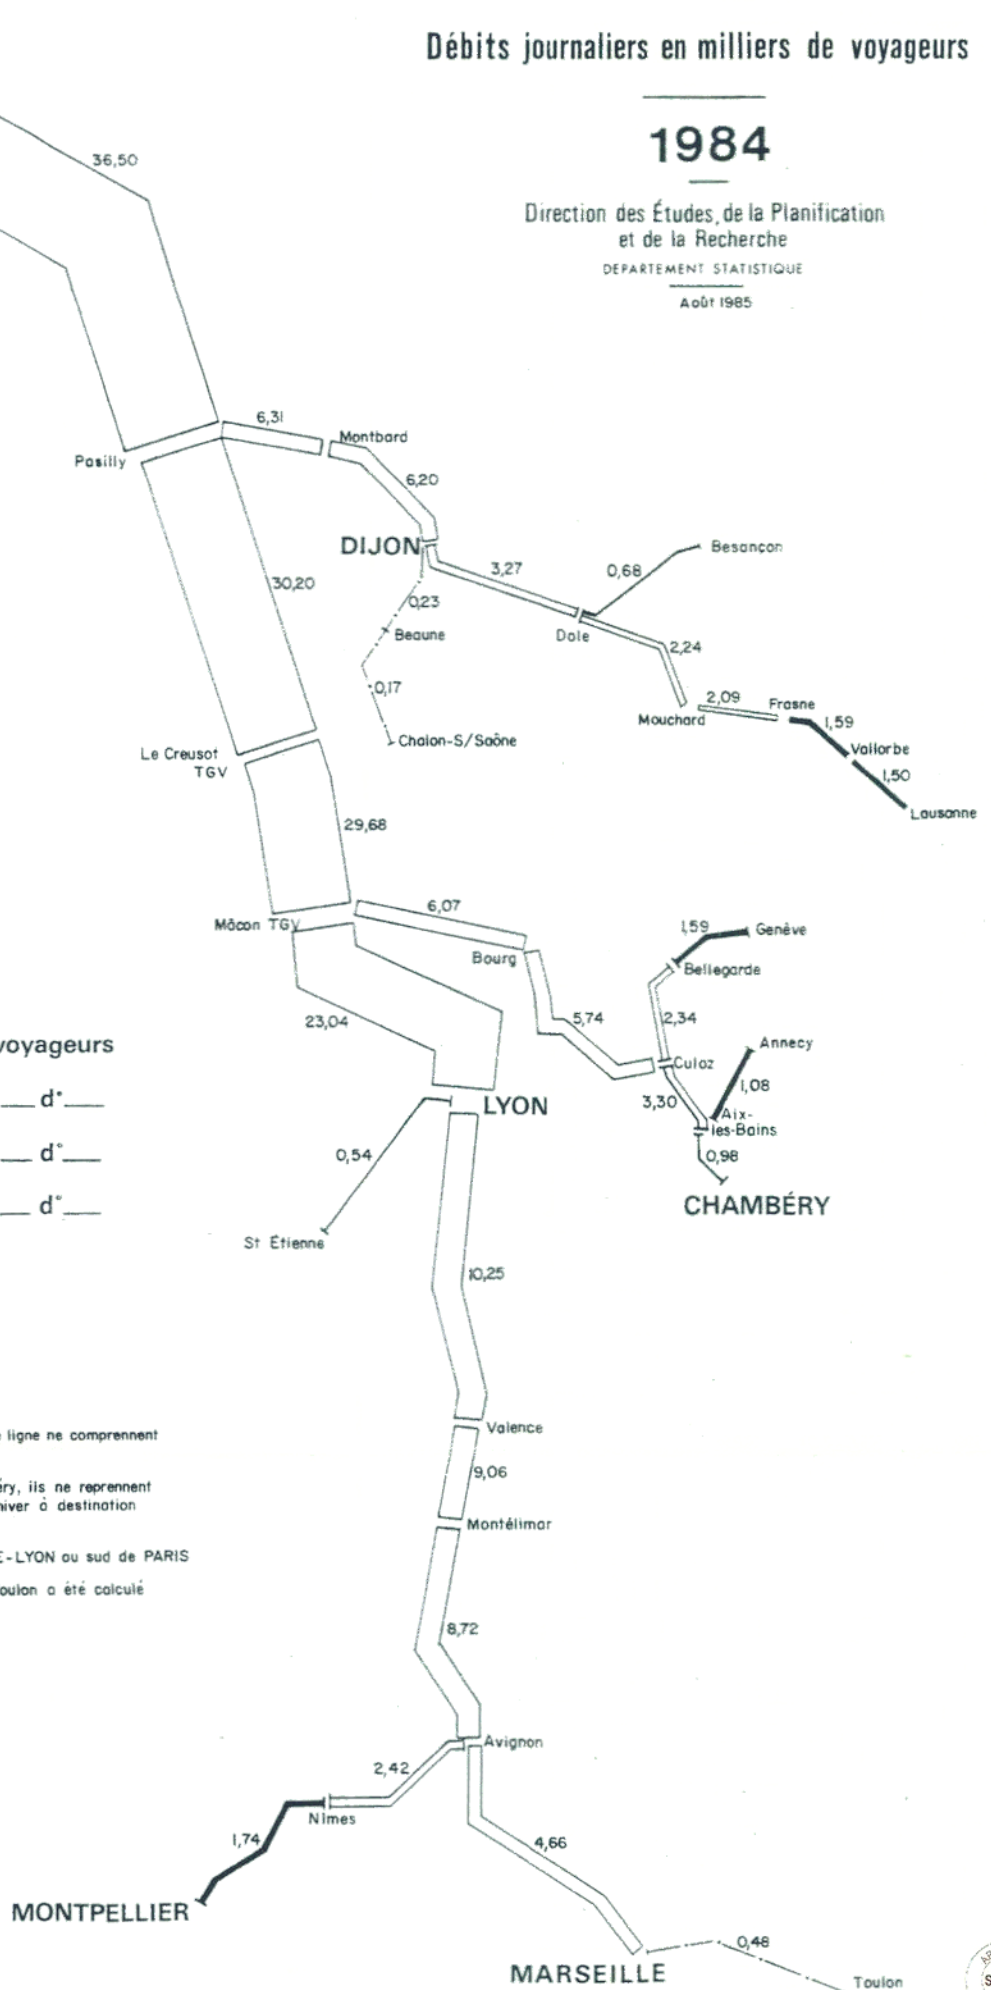 Débits journaliers en milliers de voyageurs
1984
Direction des Études, de la Planification
et de la Recherche
DEPARTEMENT STATISTIQUE
Août 1985
36,50
6,31
Montbard
Pasilly
6,20
DIJON
Besançon
3,27
0,68
30,20
0,23
Beaune
Dole
2,24
0,17
2,09
Frasne
Mouchard
1,59
Chalon-S/Saône
Vallorbe
Le Creusot
TGV
1,50
Lausanne
29,68
6,07
Mâcon TGV
1,59
Genève
Bourg
Bellegarde
23,04
5,74
2,34
voyageurs
Annecy
Culoz
1,08
d°
3,30
LYON
Aix-
les-Bains
d°
0,54
0,98
d°
CHAMBÉRY
St Étienne
10,25
Valence
ligne ne comprennent
9,06
éry, ils ne reprennent
hiver à destination
Montélimar
E-LYON au sud de PARIS
oulon a été calculé
8,72
Avignon
2,42
Nîmes
1,74
4,66
MONTPELLIER
0,48
MARSEILLE
Toulon